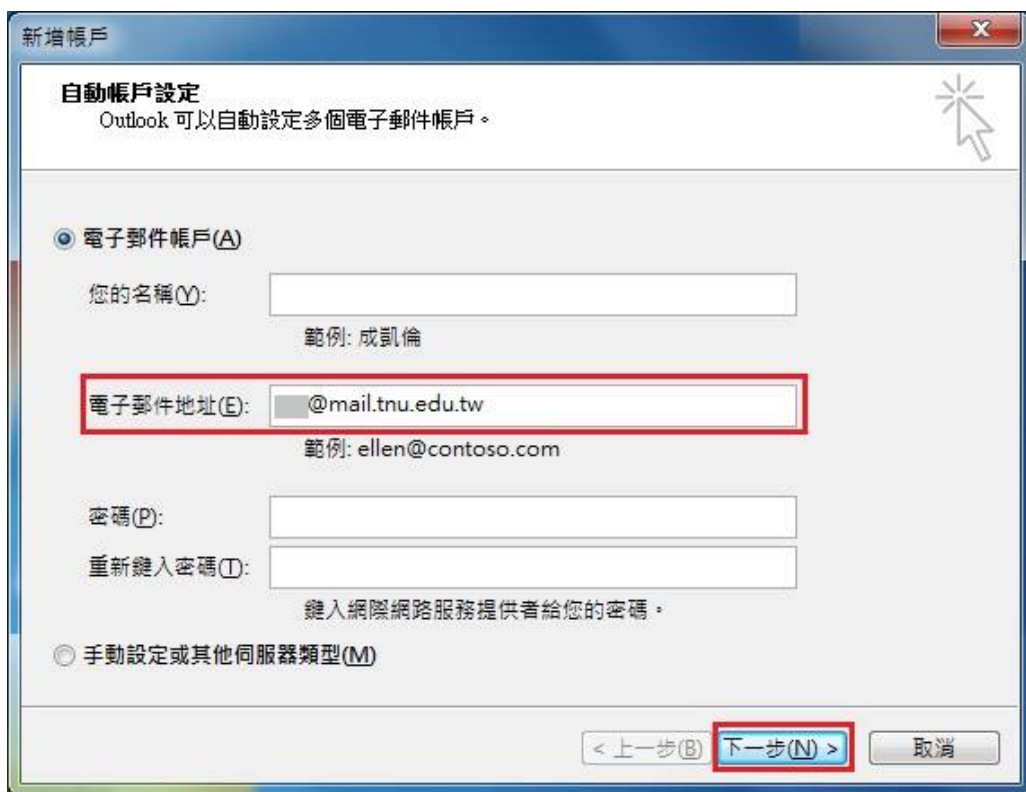 新增帳戶
自動帳戶設定
Outlook 可以自動設定多個電子郵件帳戶。
電子郵件帳戶(A)
您的名稱(Y):
範例: 成凱倫
電子郵件地址(E): @mail.tnu.edu.tw
範例: ellen@contoso.com
密碼(P):
重新鍵入密碼(T):
鍵入網際網路服務提供者給您的密碼。
手動設定或其他伺服器類型(M)
< 上一步(B) 下一步(N) > 取消